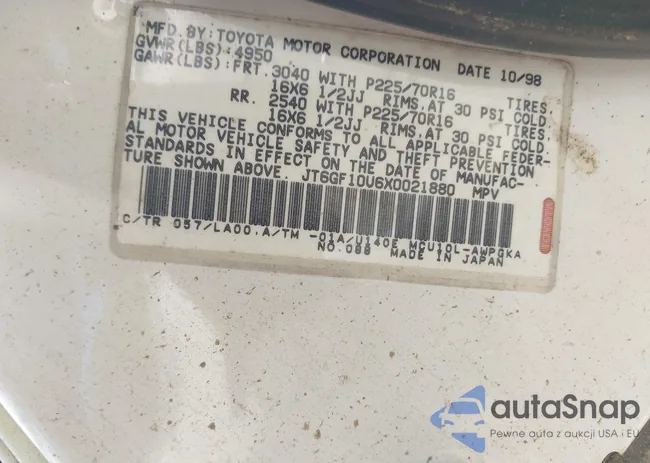 MFD. BY: TOYOTA MOTOR CORPORATION DATE 10/98
GVWR(LBS):4950
GAWR(LBS):FRT. 3040 WITH P225/70R16 TIRES
16X6 1/2JJ RIMS, AT 30 PSI COLD.
RR. 2540 WITH P225/70R16 TIRES
16X6 1/2JJ RIMS, AT 30 PSI COLD.
THIS VEHICLE CONFORMS TO ALL APPLICABLE FEDER-
AL MOTOR VEHICLE SAFETY AND THEFT PREVENTION
STANDARDS IN EFFECT ON THE DATE OF MANUFAC-
TURE SHOWN ABOVE. JT6GF10U6X0021880 MPV
C/TR 057/LA00.A/TM -01A/U140E MCU10L-AWPGKA
NO.088 MADE IN JAPAN
autaSnap
Pewne auta z aukcji USA i EU